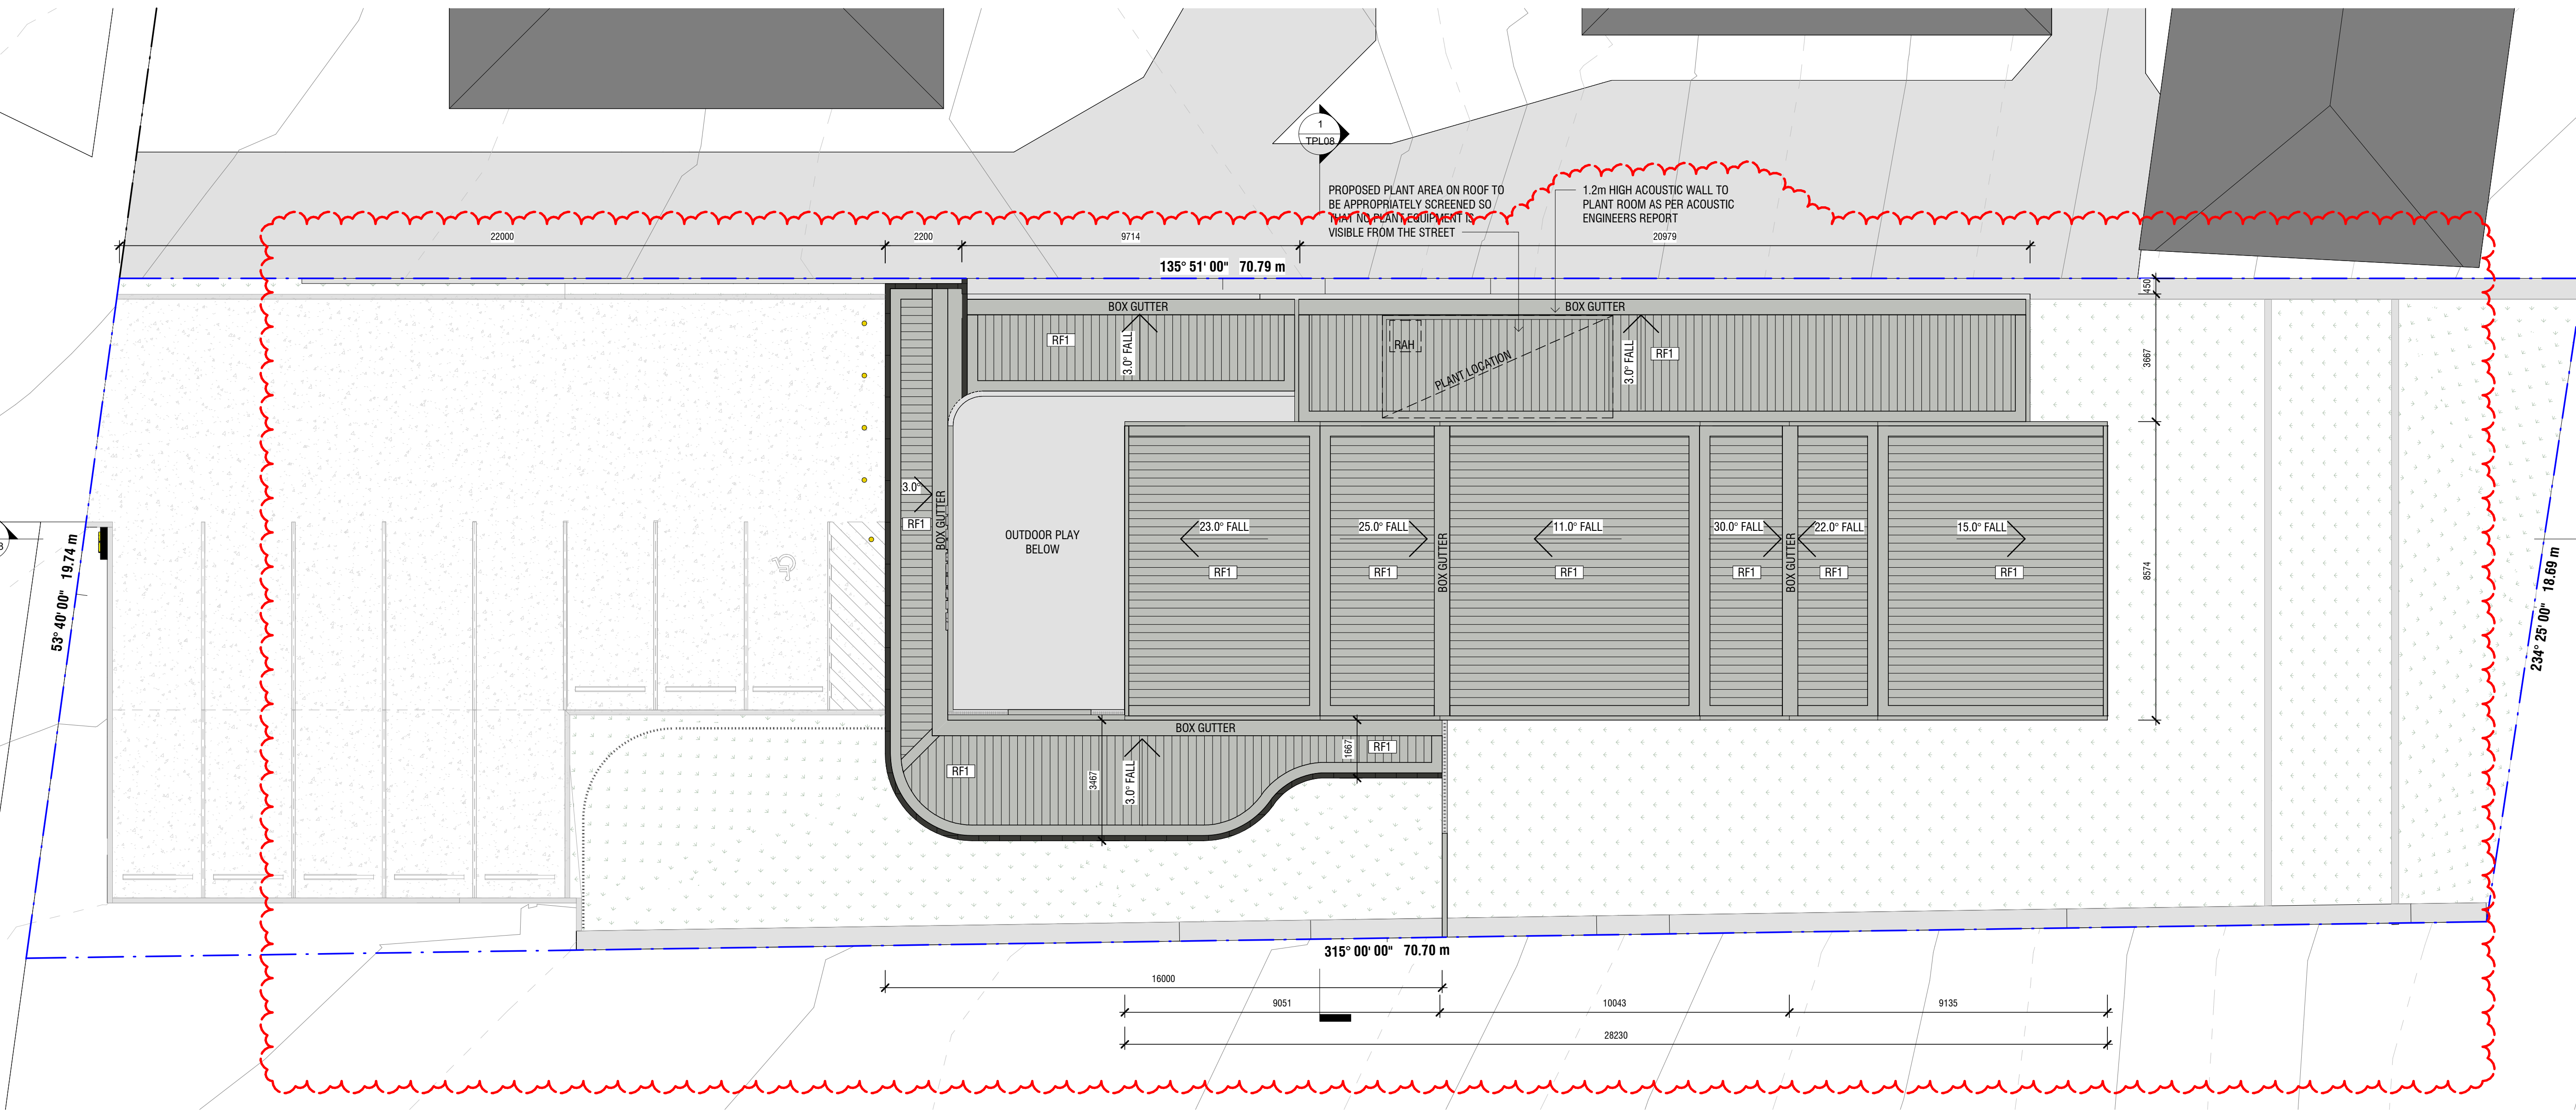 1
TPL08
PROPOSED PLANT AREA ON ROOF TO
BE APPROPRIATELY SCREENED SO
THAT NO PLANT EQUIPMENT IS
VISIBLE FROM THE STREET
1.2m HIGH ACOUSTIC WALL TO
PLANT ROOM AS PER ACOUSTIC
ENGINEERS REPORT
22000
2200
9714
20979
135° 51' 00" 70.79 m
450
BOX GUTTER
BOX GUTTER
RF1
3.0° FALL
RAH
PLANT LOCATION
3.0° FALL
RF1
3667
3.0°
RF1
BOX GUTTER
OUTDOOR PLAY
BELOW
23.0° FALL
RF1
25.0° FALL
RF1
BOX GUTTER
11.0° FALL
RF1
30.0° FALL
RF1
BOX GUTTER
22.0° FALL
RF1
15.0° FALL
RF1
8574
53° 40' 00" 19.74 m
234° 25' 00" 18.69 m
BOX GUTTER
RF1
3467
3.0° FALL
1667
RF1
315° 00' 00" 70.70 m
16000
9051
10043
9135
28230